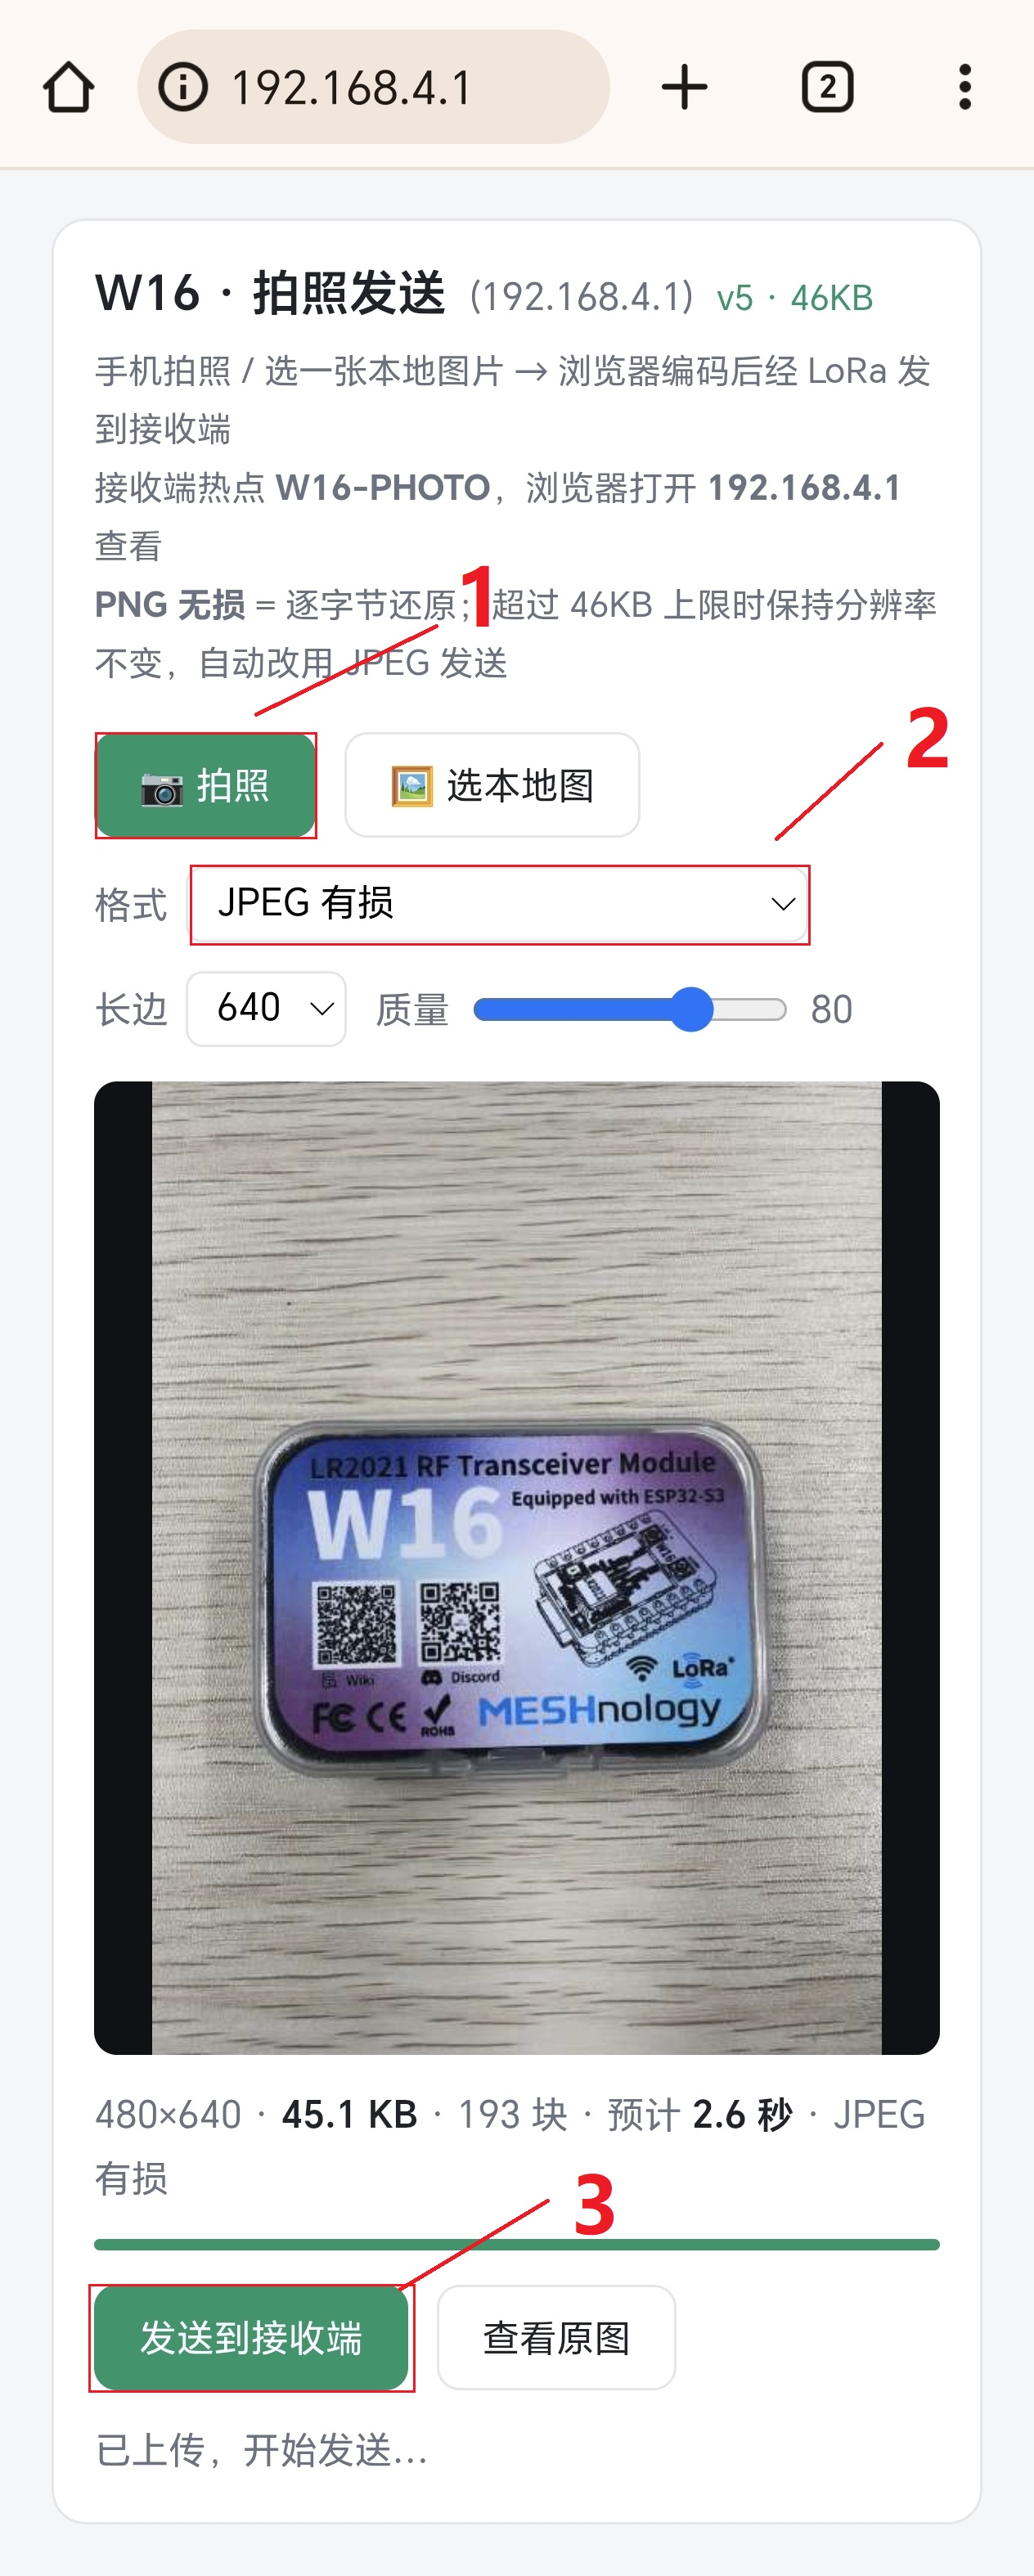 192.168.4.1
2
W16 · 拍照发送 (192.168.4.1) v5 · 46KB
手机拍照 / 选一张本地图片 → 浏览器编码后经 LoRa 发
到接收端
接收端热点 W16-PHOTO，浏览器打开 192.168.4.1
查看
PNG 无损 = 逐字节还原；超过 46KB 上限时保持分辨率
不变，自动改用 JPEG 发送
1
拍照
选本地图
2
格式 JPEG 有损
长边 640 质量 80
LR2021 RF Transceiver Module
W16 Equipped with ESP32-S3
Wiki Discord
LoRa
FC CE ROHS MESHnology
480×640 · 45.1 KB · 193 块 · 预计 2.6 秒 · JPEG
有损
3
发送到接收端 查看原图
已上传，开始发送...